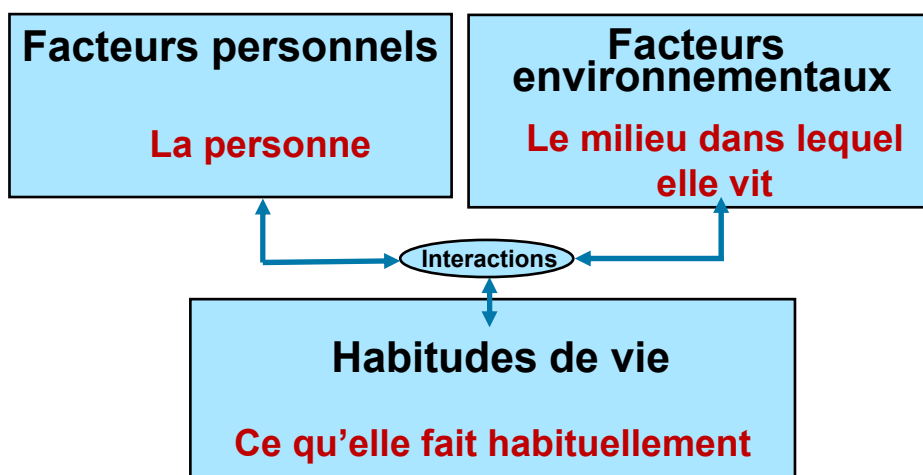 Facteurs personnels
La personne
Facteurs
environnementaux
Le milieu dans lequel
elle vit
Interactions
Habitudes de vie
Ce qu’elle fait habituellement